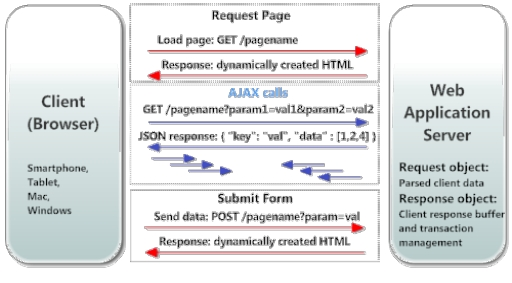 Client
(Browser)
Smartphone,
Tablet,
Mac,
Windows
Request Page
Load page: GET /pagename
Response: dynamically created HTML
AJAX calls
GET /pagename?param1=val1&param2=val2
JSON response: { "key": "val", "data" : [1,2,4] }
Submit Form
Send data: POST /pagename?param=val
Response: dynamically created HTML
Web
Application
Server
Request object:
Parsed client data
Response object:
Client response buffer
and transaction
management